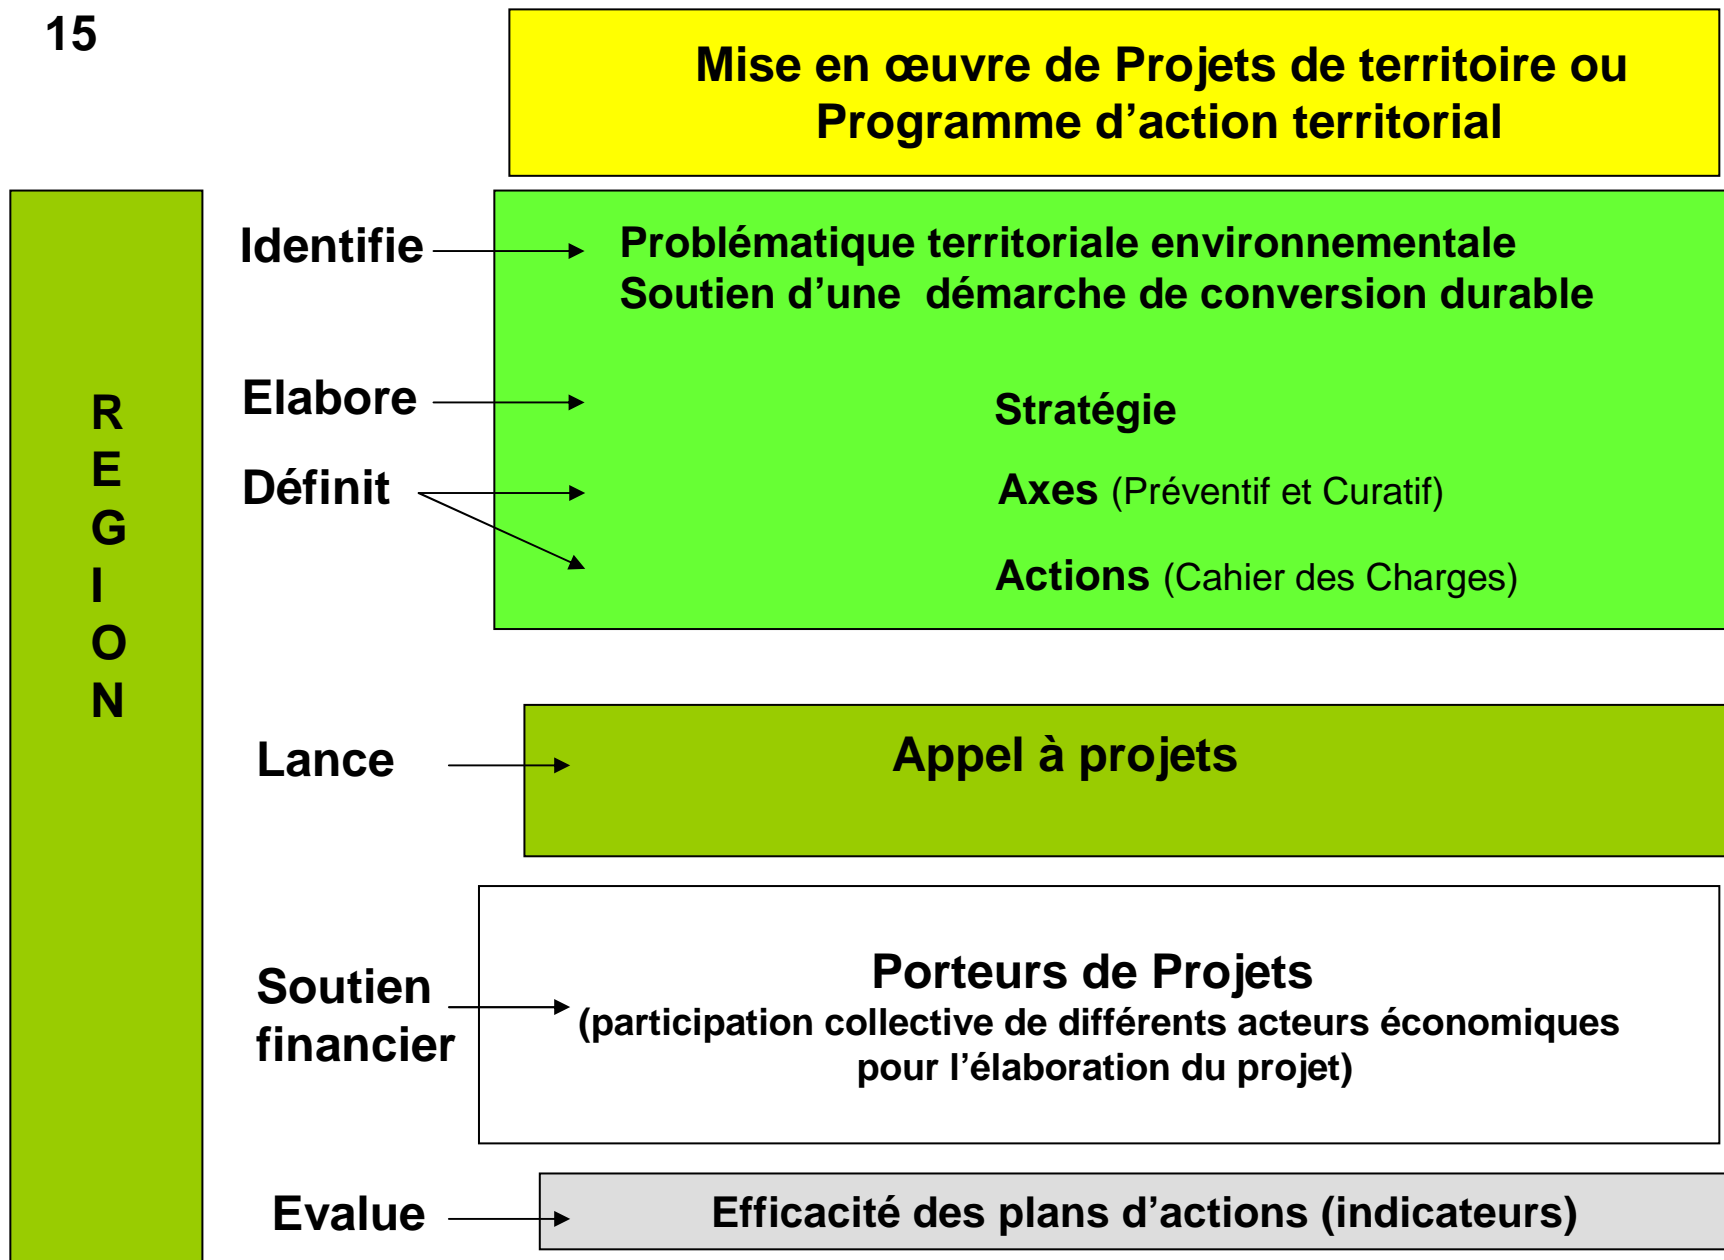 15
Mise en œuvre de Projets de territoire ou
Programme d’action territorial
R
E
G
I
O
N
Identifie
Problématique territoriale environnementale
Soutien d’une démarche de conversion durable
Elabore
Stratégie
Définit
Axes (Préventif et Curatif)
Actions (Cahier des Charges)
Lance
Appel à projets
Soutien
financier
Porteurs de Projets
(participation collective de différents acteurs économiques
pour l’élaboration du projet)
Evalue
Efficacité des plans d’actions (indicateurs)